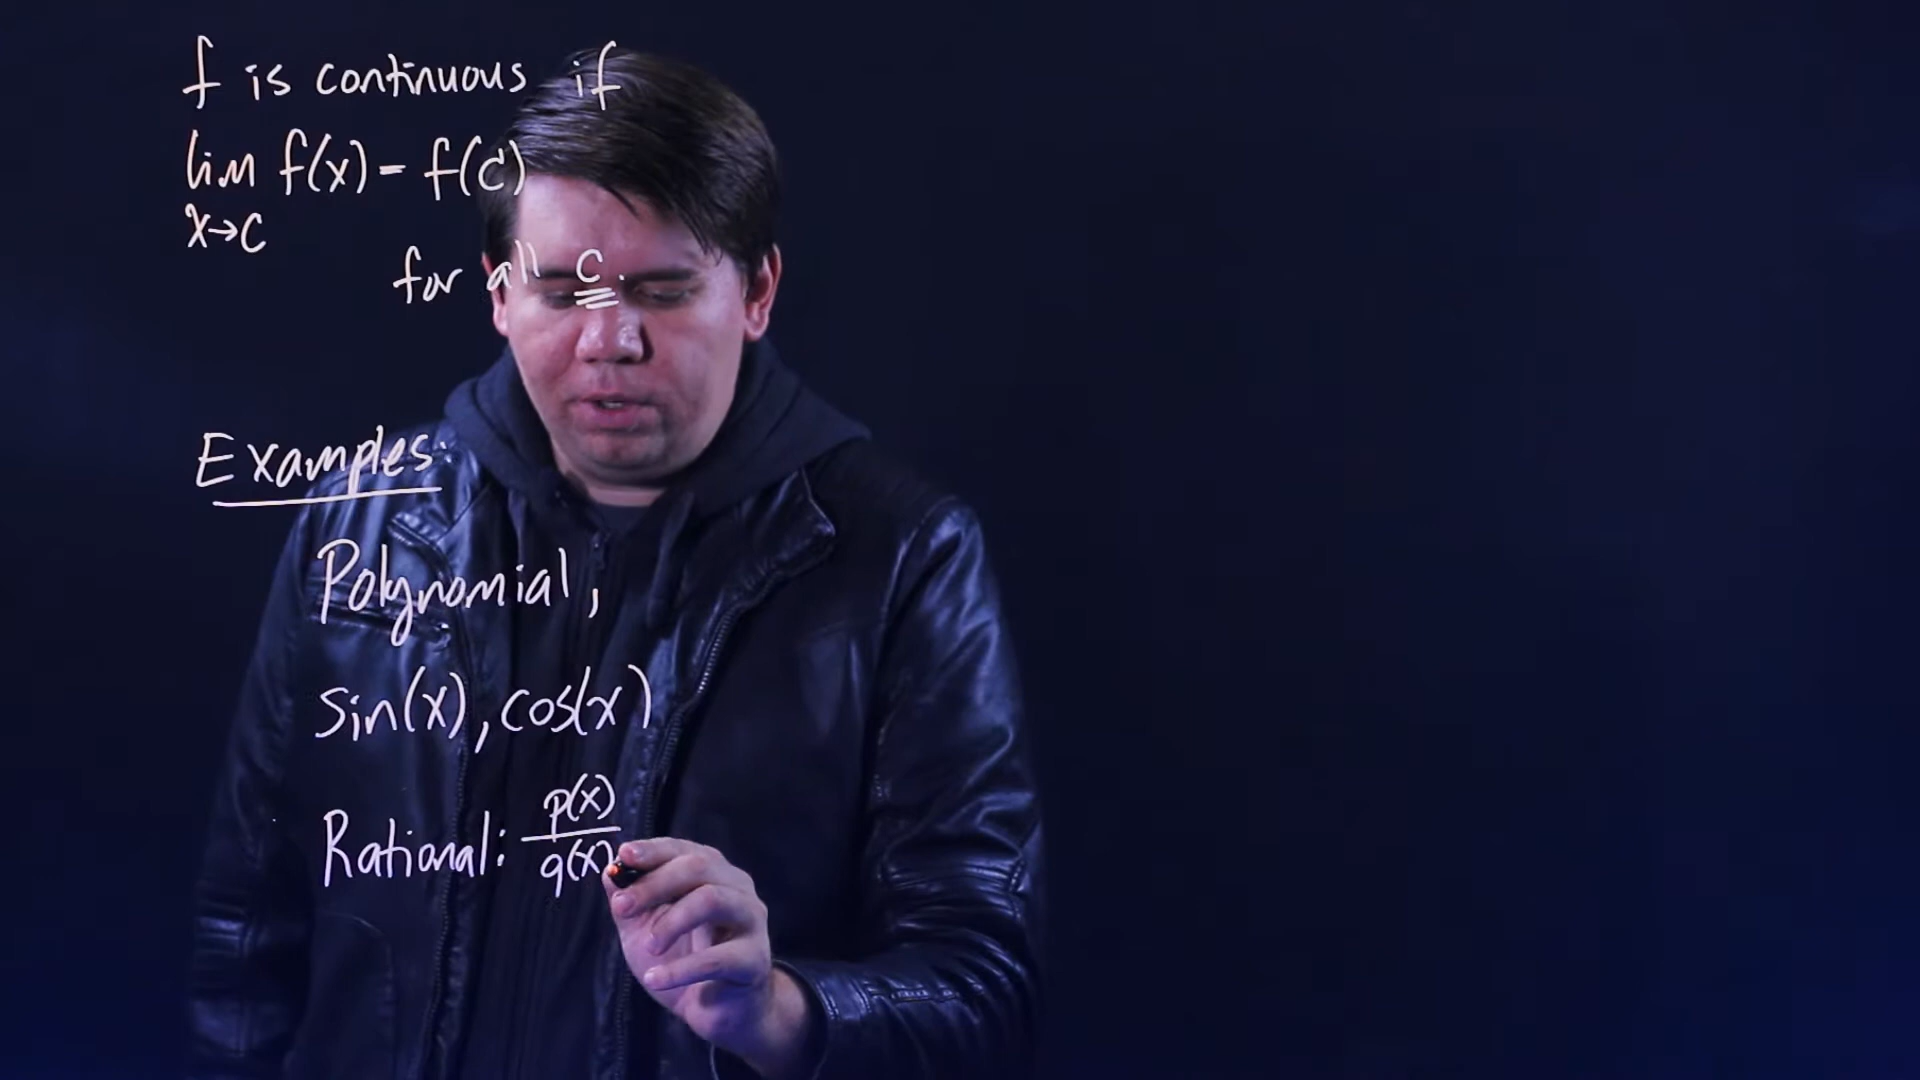 f is continuous if
lim f(x) = f(c)
x→c
for all c.
Examples:
Polynomial,
sin(x), cos(x)
Rational: p(x)
q(x)